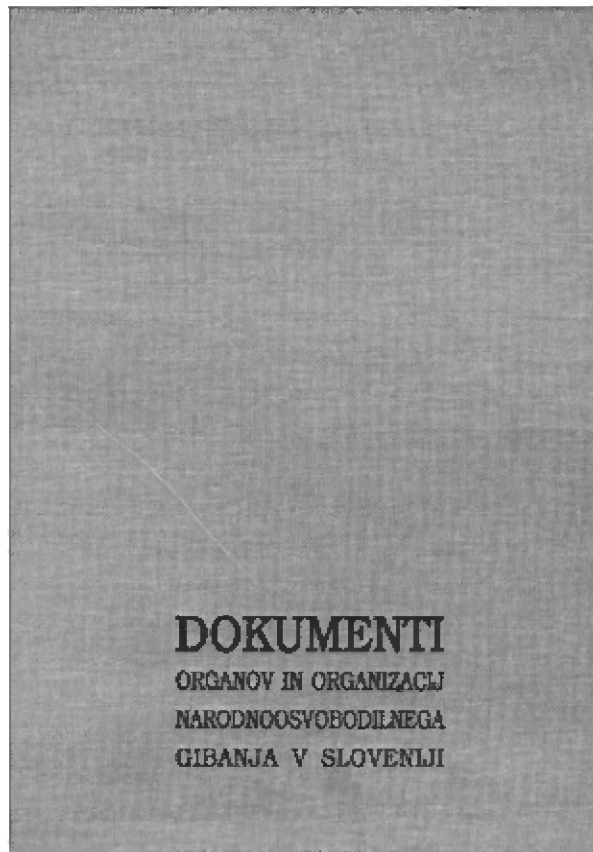 DOKUMENTI
ORGANOV IN ORGANIZACIJ
NARODNOOSVOBODILNEGA
GIBANJA V SLOVENIJI